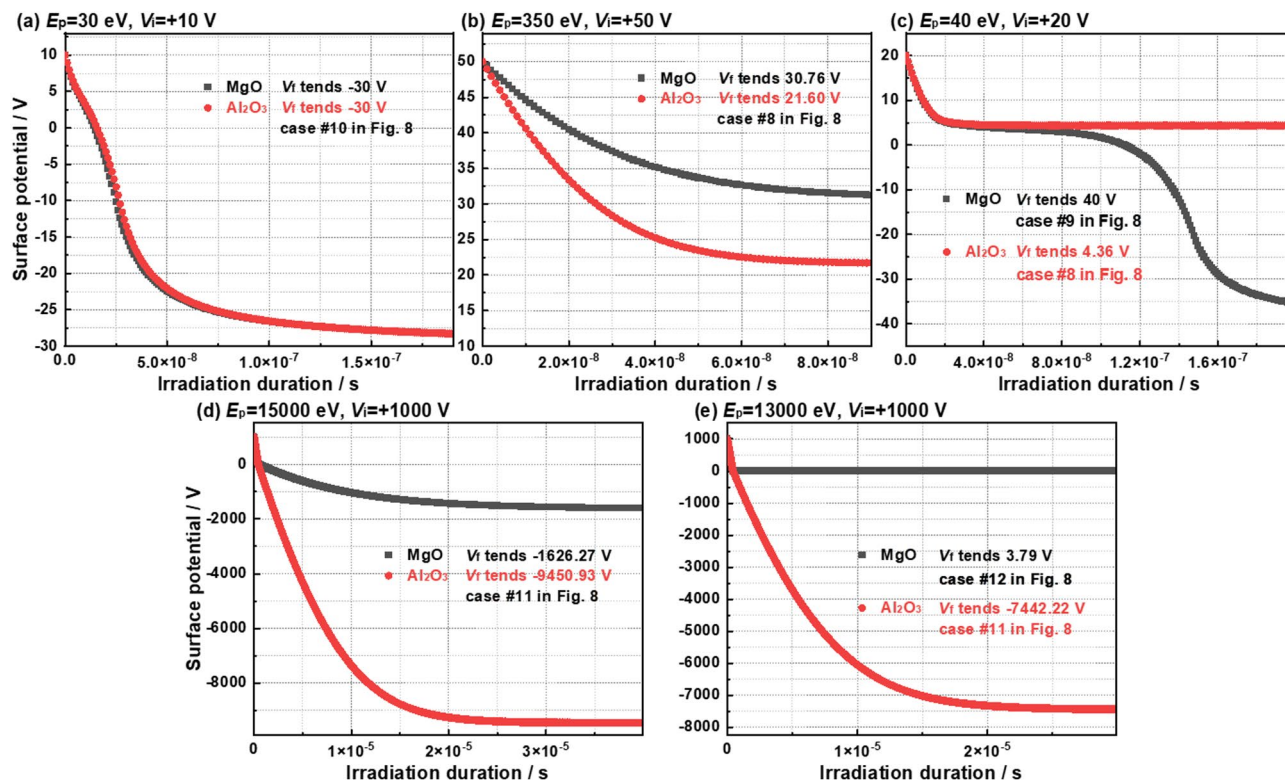 (a) Eₚ=30 eV, Vᵢ=+10 V
10
5
0
-5
-10
-15
-20
-25
-30
Surface potential / V
MgO Vf tends -30 V
Al₂O₃ Vf tends -30 V
case #10 in Fig. 8
0.0 5.0×10⁻⁸ 1.0×10⁻⁷ 1.5×10⁻⁷
Irradiation duration / s
(b) Eₚ=350 eV, Vᵢ=+50 V
50
45
40
35
30
25
20
15
10
MgO Vf tends 30.76 V
Al₂O₃ Vf tends 21.60 V
case #8 in Fig. 8
0.0 2.0×10⁻⁸ 4.0×10⁻⁸ 6.0×10⁻⁸ 8.0×10⁻⁸
Irradiation duration / s
(c) Eₚ=40 eV, Vᵢ=+20 V
20
10
0
-10
-20
-30
-40
MgO Vf tends 40 V
case #9 in Fig. 8
Al₂O₃ Vf tends 4.36 V
case #8 in Fig. 8
0.0 4.0×10⁻⁸ 8.0×10⁻⁸ 1.2×10⁻⁷ 1.6×10⁻⁷
Irradiation duration / s
(d) Eₚ=15000 eV, Vᵢ=+1000 V
0
-2000
-4000
-6000
-8000
Surface potential / V
MgO Vf tends -1626.27 V
Al₂O₃ Vf tends -9450.93 V
case #11 in Fig. 8
0 1×10⁻⁵ 2×10⁻⁵ 3×10⁻⁵
Irradiation duration / s
(e) Eₚ=13000 eV, Vᵢ=+1000 V
1000
0
-1000
-2000
-3000
-4000
-5000
-6000
-7000
-8000
MgO Vf tends 3.79 V
case #12 in Fig. 8
Al₂O₃ Vf tends -7442.22 V
case #11 in Fig. 8
0 1×10⁻⁵ 2×10⁻⁵
Irradiation duration / s